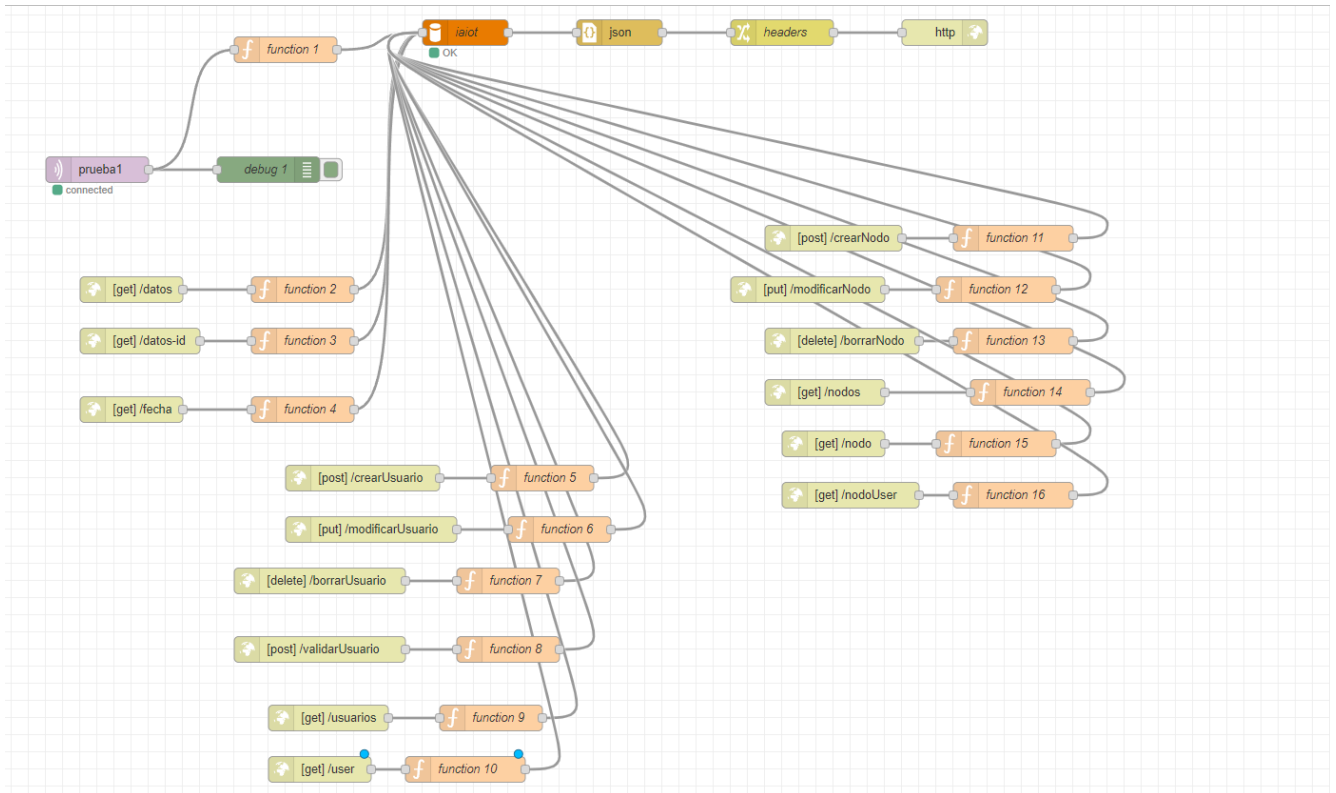 iaiot
json
headers
http
OK
function 1
prueba1
connected
debug 1
[get] /datos
function 2
[get] /datos-id
function 3
[get] /fecha
function 4
[post] /crearUsuario
function 5
[put] /modificarUsuario
function 6
[delete] /borrarUsuario
function 7
[post] /validarUsuario
function 8
[get] /usuarios
function 9
[get] /user
function 10
[post] /crearNodo
function 11
[put] /modificarNodo
function 12
[delete] /borrarNodo
function 13
[get] /nodos
function 14
[get] /nodo
function 15
[get] /nodoUser
function 16